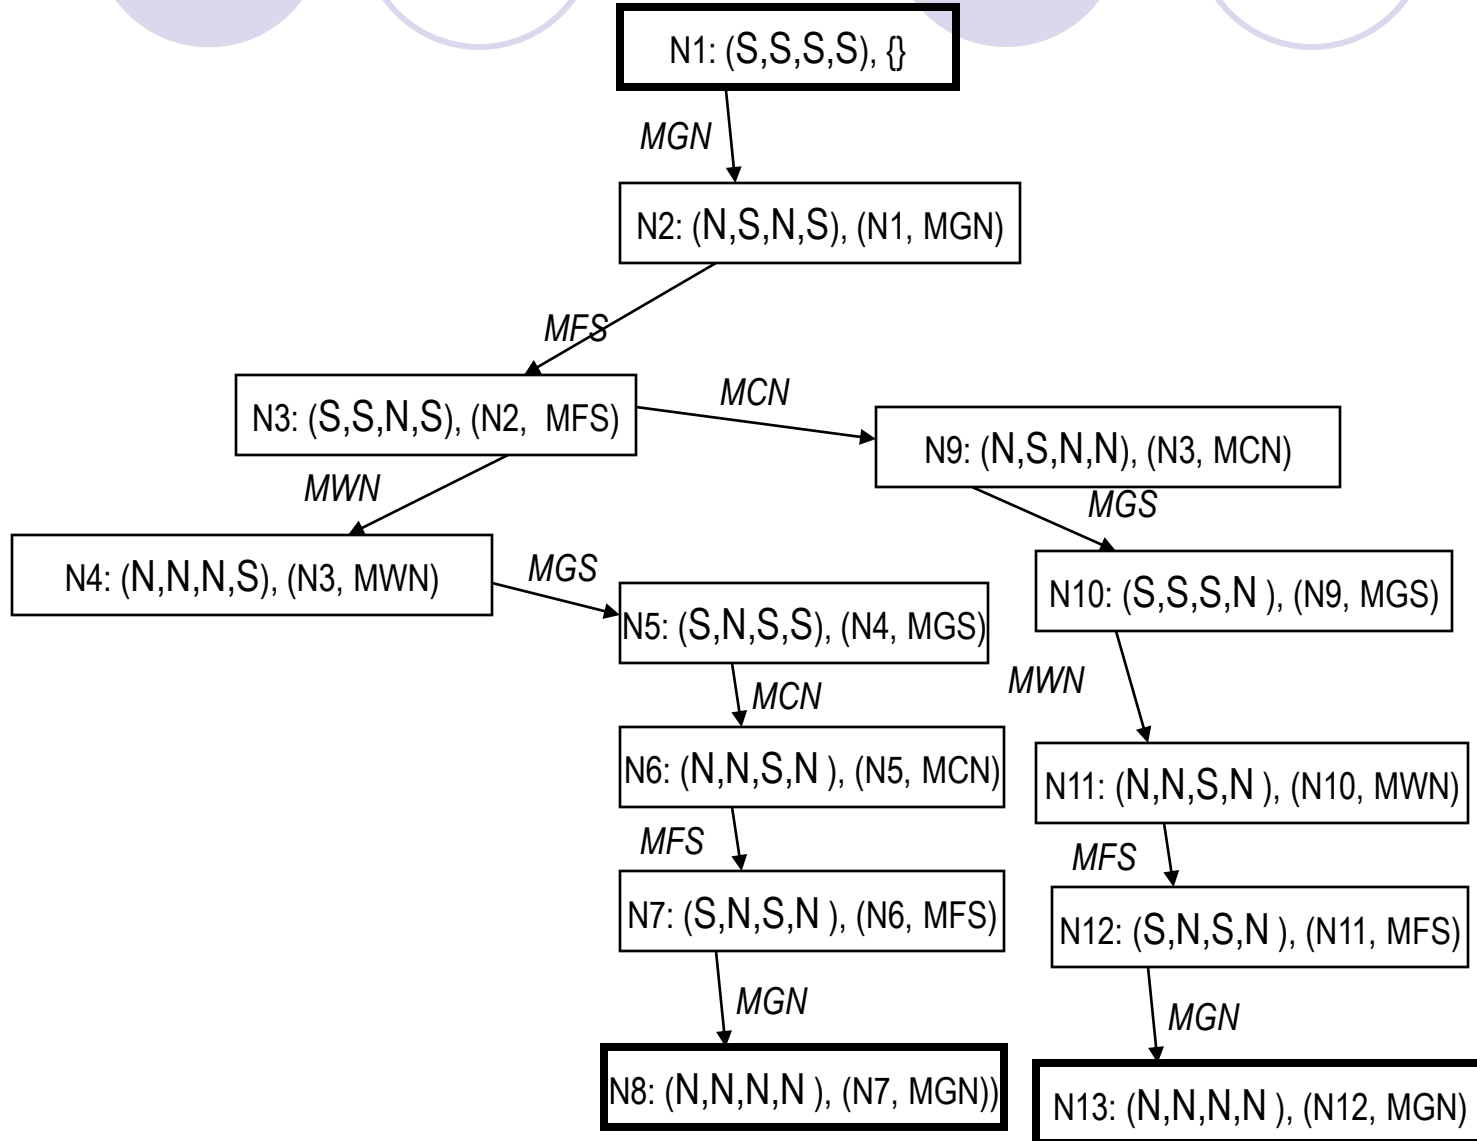 N1: (S,S,S,S), {}
MGN
N2: (N,S,N,S), (N1, MGN)
MFS
N3: (S,S,N,S), (N2, MFS)
MCN
N9: (N,S,N,N), (N3, MCN)
MWN
MGS
N4: (N,N,N,S), (N3, MWN)
MGS
N10: (S,S,S,N ), (N9, MGS)
N5: (S,N,S,S), (N4, MGS)
MWN
MCN
N6: (N,N,S,N ), (N5, MCN)
N11: (N,N,S,N ), (N10, MWN)
MFS
MFS
N7: (S,N,S,N ), (N6, MFS)
N12: (S,N,S,N ), (N11, MFS)
MGN
MGN
N8: (N,N,N,N ), (N7, MGN))
N13: (N,N,N,N ), (N12, MGN)